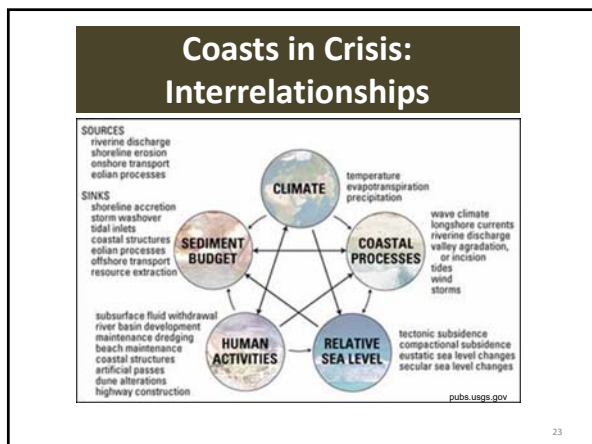 Coasts in Crisis:
Interrelationships
SOURCES
riverine discharge
shoreline erosion
onshore transport
eolian processes
SINKS
shoreline accretion
storm washover
tidal inlets
coastal structures
eolian processes
offshore transport
resource extraction
CLIMATE
temperature
evapotranspiration
precipitation
SEDIMENT
BUDGET
COASTAL
PROCESSES
wave climate
longshore currents
riverine discharge
valley agradation,
or incision
tides
wind
storms
subsurface fluid withdrawal
river basin development
maintenance dredging
beach maintenance
coastal structures
artificial passes
dune alterations
highway construction
HUMAN
ACTIVITIES
RELATIVE
SEA LEVEL
tectonic subsidence
compactional subsidence
eustatic sea level changes
secular sea level changes
pubs.usgs.gov
23